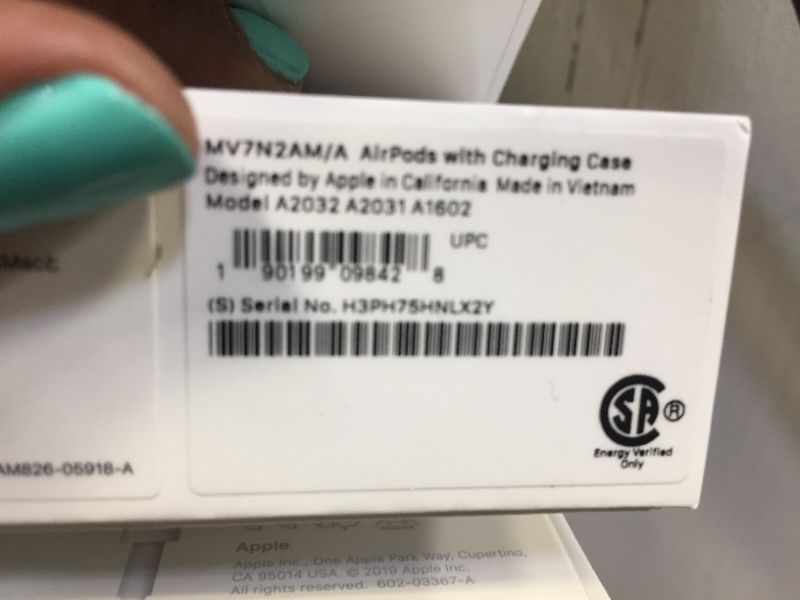 MV7N2AM/A AirPods with Charging Case
Designed by Apple in California Made in Vietnam
Model A2032 A2031 A1602
UPC
1 90199 09842 8
(S) Serial No. H3PH75HNLX2Y
SA ®
Energy Verified
Only
AM826-05918-A
Apple
Apple Inc., One Apple Park Way, Cupertino,
CA 95014 USA. © 2019 Apple Inc.
All rights reserved. 602-03367-A